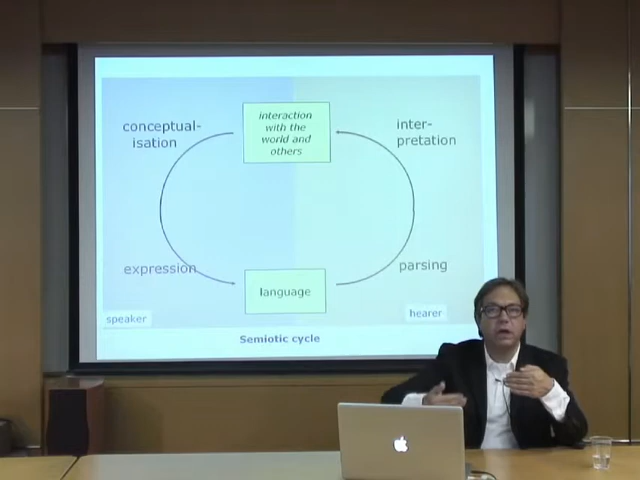 conceptual-
isation
interaction
with the
world and
others
inter-
pretation
expression
language
parsing
speaker
hearer
Semiotic cycle